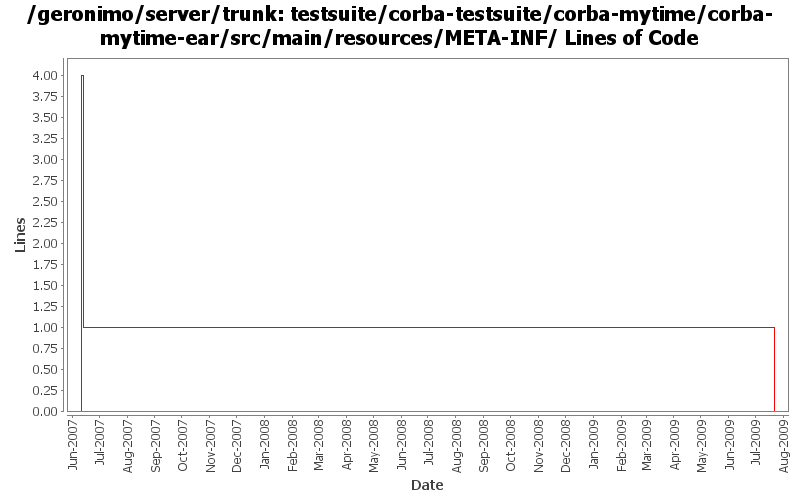 /geronimo/server/trunk: testsuite/corba-testsuite/corba-mytime/corba-
mytime-ear/src/main/resources/META-INF/ Lines of Code
4.00
3.75
3.50
3.25
3.00
2.75
2.50
2.25
2.00
1.75
1.50
1.25
1.00
0.75
0.50
0.25
0.00
Lines
Jun-2007
Jul-2007
Aug-2007
Sep-2007
Oct-2007
Nov-2007
Dec-2007
Jan-2008
Feb-2008
Mar-2008
Apr-2008
May-2008
Jun-2008
Jul-2008
Aug-2008
Sep-2008
Oct-2008
Nov-2008
Dec-2008
Jan-2009
Feb-2009
Mar-2009
Apr-2009
May-2009
Jun-2009
Jul-2009
Aug-2009
Date